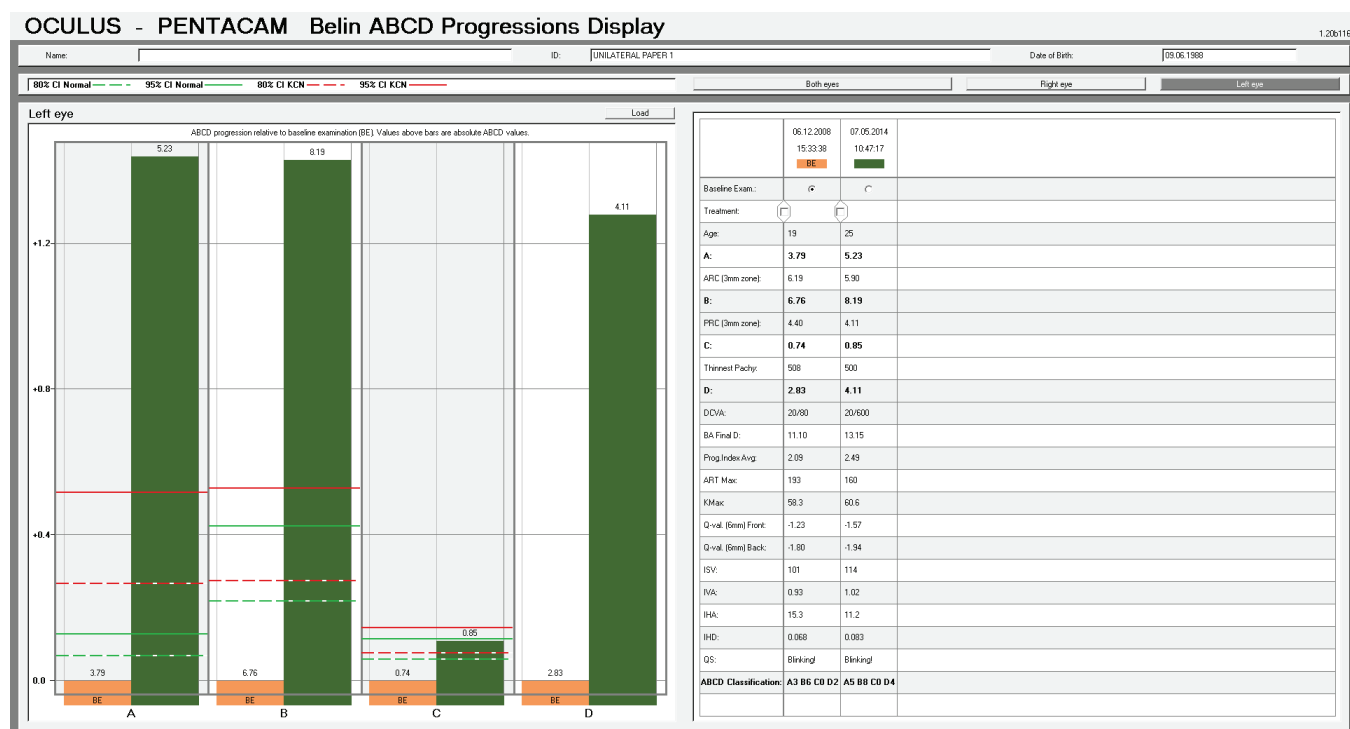 OCULUS - PENTACAM Belin ABCD Progressions Display
1.20b116
Name: ID: UNILATERAL PAPER 1 Date of Birth: 09.06.1988
80% CI Normal 95% CI Normal 80% CI KCN 95% CI KCN Both eyes Right eye Left eye
Left eye Load
ABCD progression relative to baseline examination (BE). Values above bars are absolute ABCD values.
5.23 8.19
4.11
+1.2
+0.8
+0.4
0.85
0.0 3.79 6.76 0.74 2.83
BE BE BE BE
A B C D
06.12.2008 07.05.2014
15:33:38 10:47:17
BE
Baseline Exam.:
Treatment:
Age: 19 25
A: 3.79 5.23
ARC (3mm zone): 6.19 5.90
B: 6.76 8.19
PRC (3mm zone): 4.40 4.11
C: 0.74 0.85
Thinnest Pachy: 508 500
D: 2.83 4.11
DCVA: 20/80 20/600
BA Final D: 11.10 13.15
Prog.Index Avg: 2.09 2.49
ART Max: 193 160
KMax: 58.3 60.6
Q-val. (6mm) Front: -1.23 -1.57
Q-val. (6mm) Back: -1.80 -1.94
ISV: 101 114
IVA: 0.93 1.02
IHA: 15.3 11.2
IHD: 0.068 0.083
QS: Blinking! Blinking!
ABCD Classification: A3 B6 C0 D2 A5 B8 C0 D4